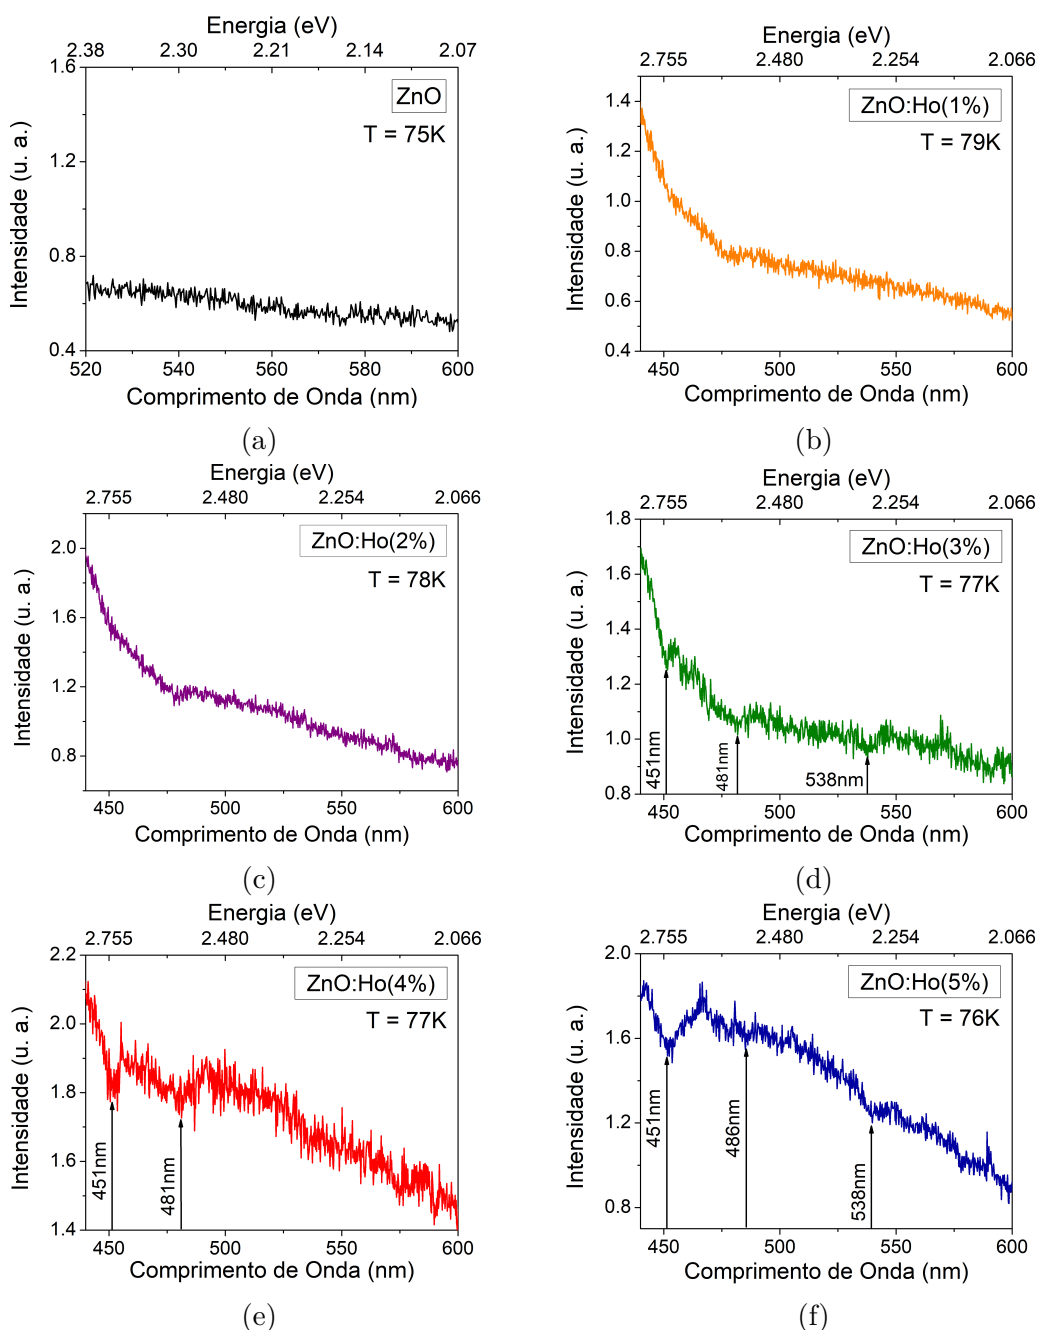 Energia (eV)
2.38 2.30 2.21 2.14 2.07
1.6
1.2
0.8
0.4
Intensidade (u. a.)
ZnO
T = 75K
520 540 560 580 600
Comprimento de Onda (nm)
(a)
Energia (eV)
2.755 2.480 2.254 2.066
1.4
1.2
1.0
0.8
0.6
0.4
Intensidade (u. a.)
ZnO:Ho(1%)
T = 79K
450 500 550 600
Comprimento de Onda (nm)
(b)
Energia (eV)
2.755 2.480 2.254 2.066
2.0
1.6
1.2
0.8
Intensidade (u. a.)
ZnO:Ho(2%)
T = 78K
450 500 550 600
Comprimento de Onda (nm)
(c)
Energia (eV)
2.755 2.480 2.254 2.066
1.8
1.6
1.4
1.2
1.0
0.8
Intensidade (u. a.)
ZnO:Ho(3%)
T = 77K
451nm
481nm
538nm
450 500 550 600
Comprimento de Onda (nm)
(d)
Energia (eV)
2.755 2.480 2.254 2.066
2.2
2.0
1.8
1.6
1.4
Intensidade (u. a.)
ZnO:Ho(4%)
T = 77K
451nm
481nm
450 500 550 600
Comprimento de Onda (nm)
(e)
Energia (eV)
2.755 2.480 2.254 2.066
2.0
1.6
1.2
0.8
Intensidade (u. a.)
ZnO:Ho(5%)
T = 76K
451nm
486nm
538nm
450 500 550 600
Comprimento de Onda (nm)
(f)